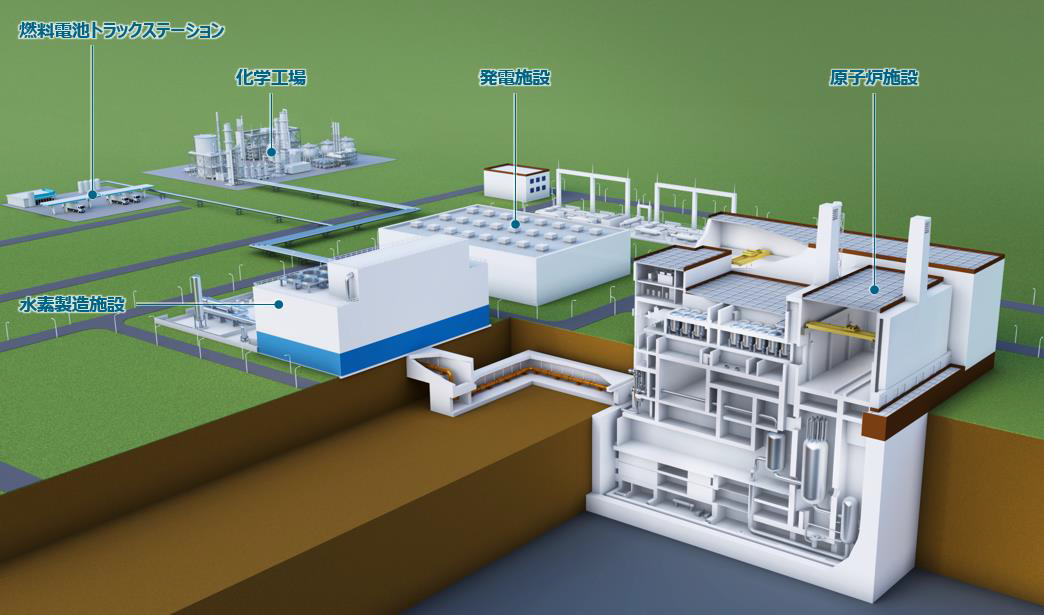 燃料電池トラックステーション
化学工場
発電施設
原子炉施設
水素製造施設